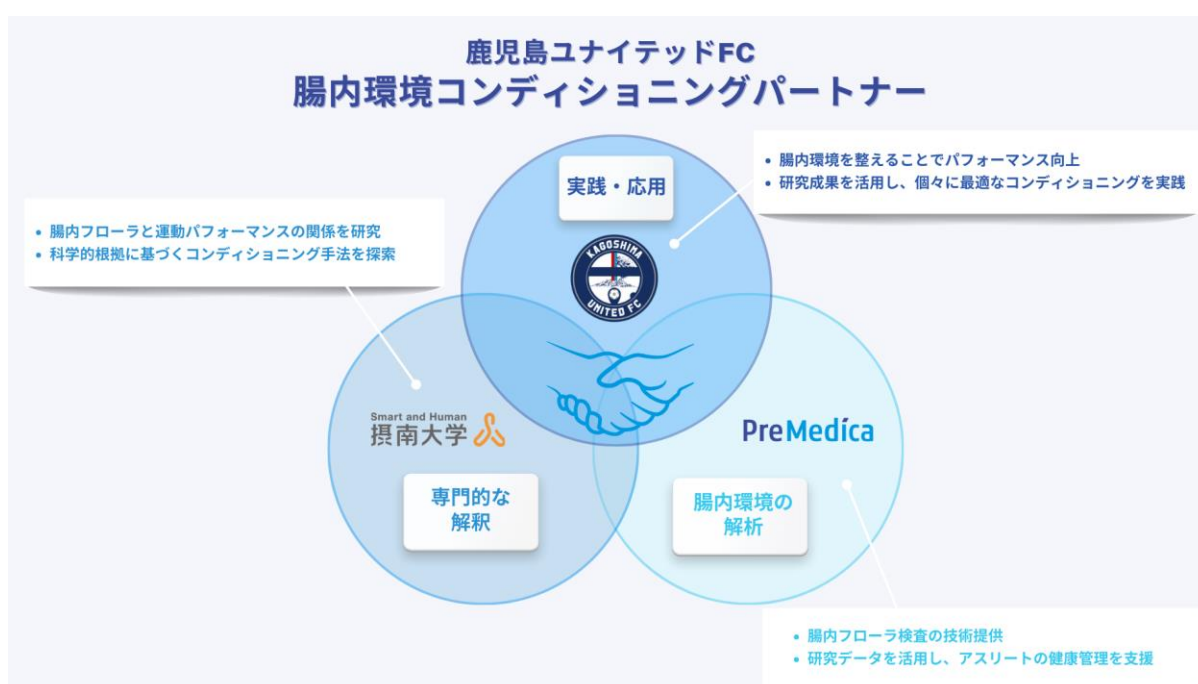 鹿児島ユナイテッドFC
腸内環境コンディショニングパートナー
実践・応用
• 腸内環境を整えることでパフォーマンス向上
• 研究成果を活用し、個々に最適なコンディショニングを実践
• 腸内フローラと運動パフォーマンスの関係を研究
• 科学的根拠に基づくコンディショニング手法を探索
KAGOSHIMA
UNITED FC
Smart and Human
摂南大学
PreMedica
専門的な
解釈
腸内環境の
解析
• 腸内フローラ検査の技術提供
• 研究データを活用し、アスリートの健康管理を支援